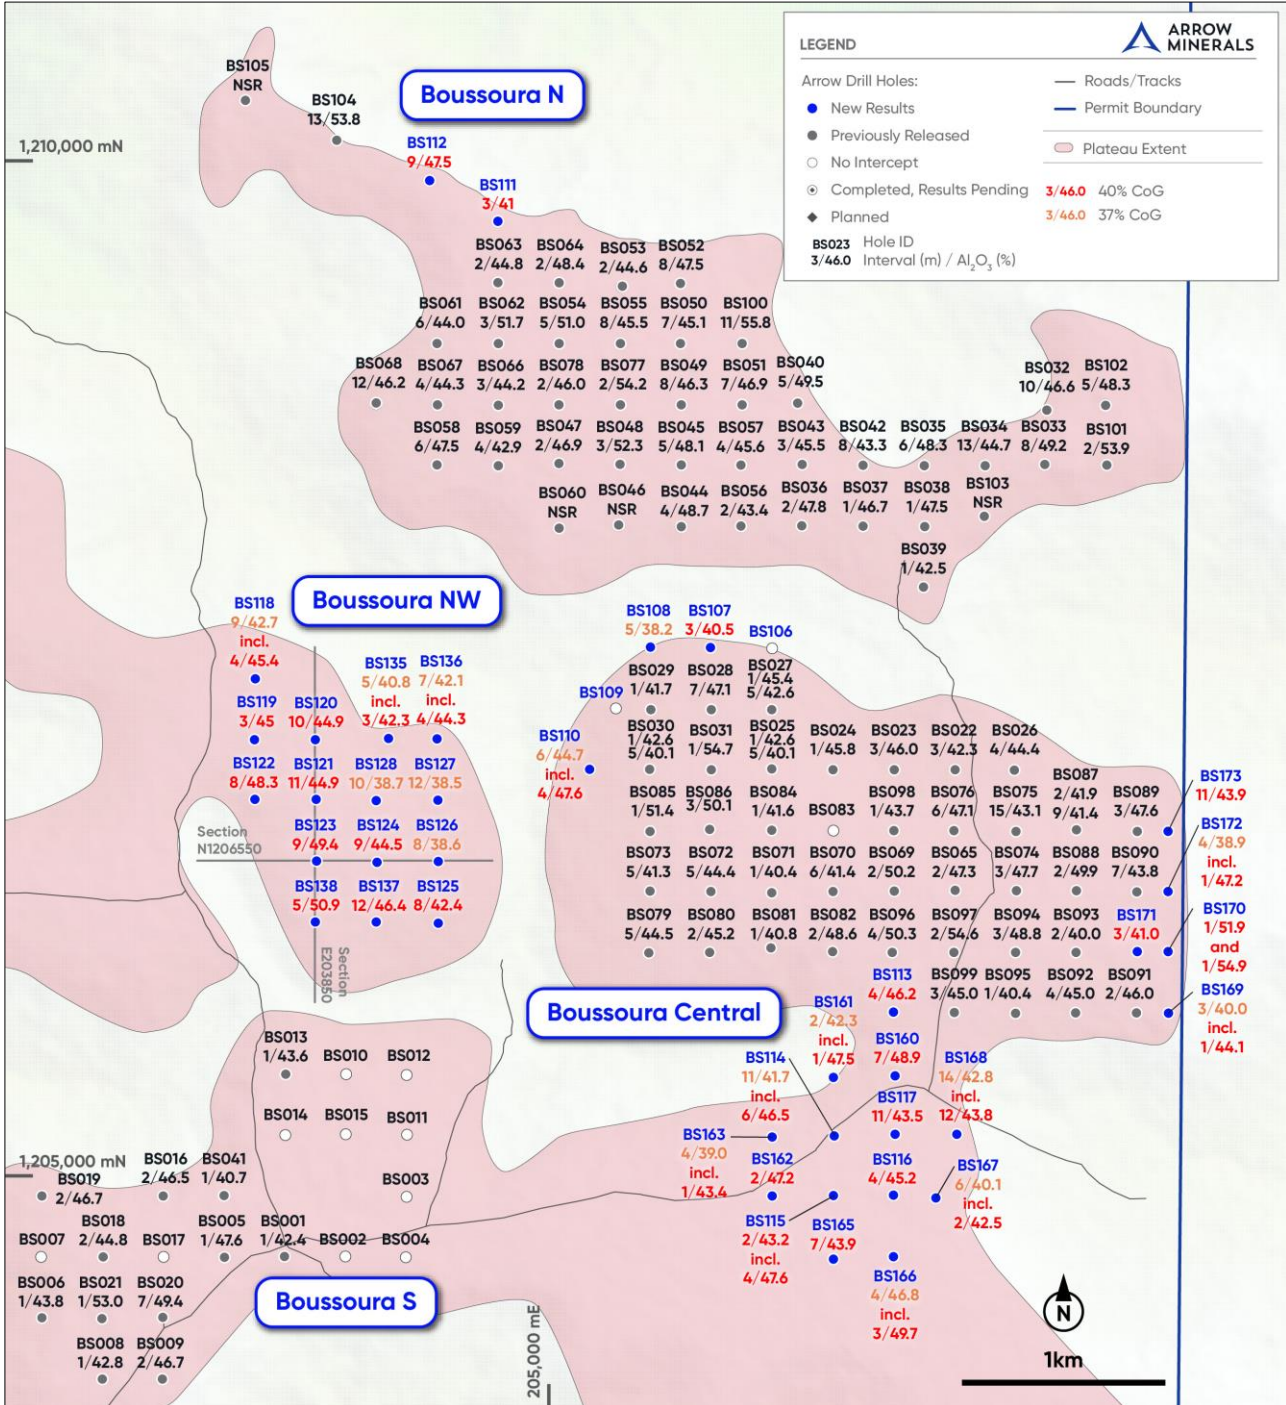 ARROW
MINERALS
LEGEND
Arrow Drill Holes:
New Results
Previously Released
No Intercept
Completed, Results Pending
Planned
BS023 Hole ID
3/46.0 Interval (m) / Al2O3 (%)
Roads/Tracks
Permit Boundary
Plateau Extent
3/46.0 40% CoG
3/46.0 37% CoG
Boussoura N
1,210,000 mN
BS105
NSR
BS104
13/53.8
BS112
9/47.5
BS111
3/41
BS063
2/44.8
BS064
2/48.4
BS053
2/44.6
BS052
8/47.5
BS061
6/44.0
BS062
3/51.7
BS054
5/51.0
BS055
8/45.5
BS050
7/45.1
BS100
11/55.8
BS068
12/46.2
BS067
4/44.3
BS066
3/44.2
BS078
2/46.0
BS077
2/54.2
BS049
8/46.3
BS051
7/46.9
BS040
5/49.5
BS032
10/46.6
BS102
5/48.3
BS058
6/47.5
BS059
4/42.9
BS047
2/46.9
BS048
3/52.3
BS045
5/48.1
BS057
4/45.6
BS043
3/45.5
BS042
8/43.3
BS035
6/48.3
BS034
13/44.7
BS033
8/49.2
BS101
2/53.9
BS060
NSR
BS046
NSR
BS044
4/48.7
BS056
2/43.4
BS036
2/47.8
BS037
1/46.7
BS038
1/47.5
BS103
NSR
BS039
1/42.5
Boussoura NW
BS118
9/42.7
incl.
4/45.4
BS135
5/40.8
incl.
3/42.3
BS136
7/42.1
incl.
4/44.3
BS119
3/45
BS120
10/44.9
BS122
8/48.3
BS121
11/44.9
BS128
10/38.7
BS127
12/38.5
Section
N1206550
BS123
9/49.4
BS124
9/44.5
BS126
8/38.6
BS138
5/50.9
BS137
12/46.4
BS125
8/42.4
Section
E203850
BS108
5/38.2
BS107
3/40.5
BS106
BS109
BS029
1/41.7
BS028
7/47.1
BS027
1/45.4
5/42.6
BS110
6/44.7
incl.
4/47.6
BS030
1/42.6
5/40.1
BS031
1/54.7
BS025
1/42.6
5/40.1
BS024
1/45.8
BS023
3/46.0
BS022
3/42.3
BS026
4/44.4
BS085
1/51.4
BS086
3/50.1
BS084
1/41.6
BS083
BS098
1/43.7
BS076
6/47.1
BS075
15/43.1
BS087
2/41.9
9/41.4
BS089
3/47.6
BS173
11/43.9
BS073
5/41.3
BS072
5/44.4
BS071
1/40.4
BS070
6/41.4
BS069
2/50.2
BS065
2/47.3
BS074
3/47.7
BS088
2/49.9
BS090
7/43.8
BS172
4/38.9
incl.
1/47.2
BS079
5/44.5
BS080
2/45.2
BS081
1/40.8
BS082
2/48.6
BS096
4/50.3
BS097
2/54.6
BS094
3/48.8
BS093
2/40.0
BS171
3/41.0
BS170
1/51.9
and
1/54.9
Boussoura Central
BS113
4/46.2
BS099
3/45.0
BS095
1/40.4
BS092
4/45.0
BS091
2/46.0
BS169
3/40.0
incl.
1/44.1
BS161
2/42.3
incl.
1/47.5
BS160
7/48.9
BS114
11/41.7
incl.
6/46.5
BS168
14/42.8
incl.
12/43.8
BS117
11/43.5
BS163
4/39.0
incl.
1/43.4
BS162
2/47.2
BS116
4/45.2
BS167
6/40.1
incl.
2/42.5
BS115
2/43.2
incl.
4/47.6
BS165
7/43.9
BS166
4/46.8
incl.
3/49.7
BS013
1/43.6
BS010
BS012
BS014
BS015
BS011
1,205,000 mN
BS019
2/46.7
BS016
2/46.5
BS041
1/40.7
BS003
BS007
BS018
2/44.8
BS017
BS005
1/47.6
BS001
1/42.4
BS002
BS004
BS006
1/43.8
BS021
1/53.0
BS020
7/49.4
Boussoura S
BS008
1/42.8
BS009
2/46.7
205,000 mE
N
1km